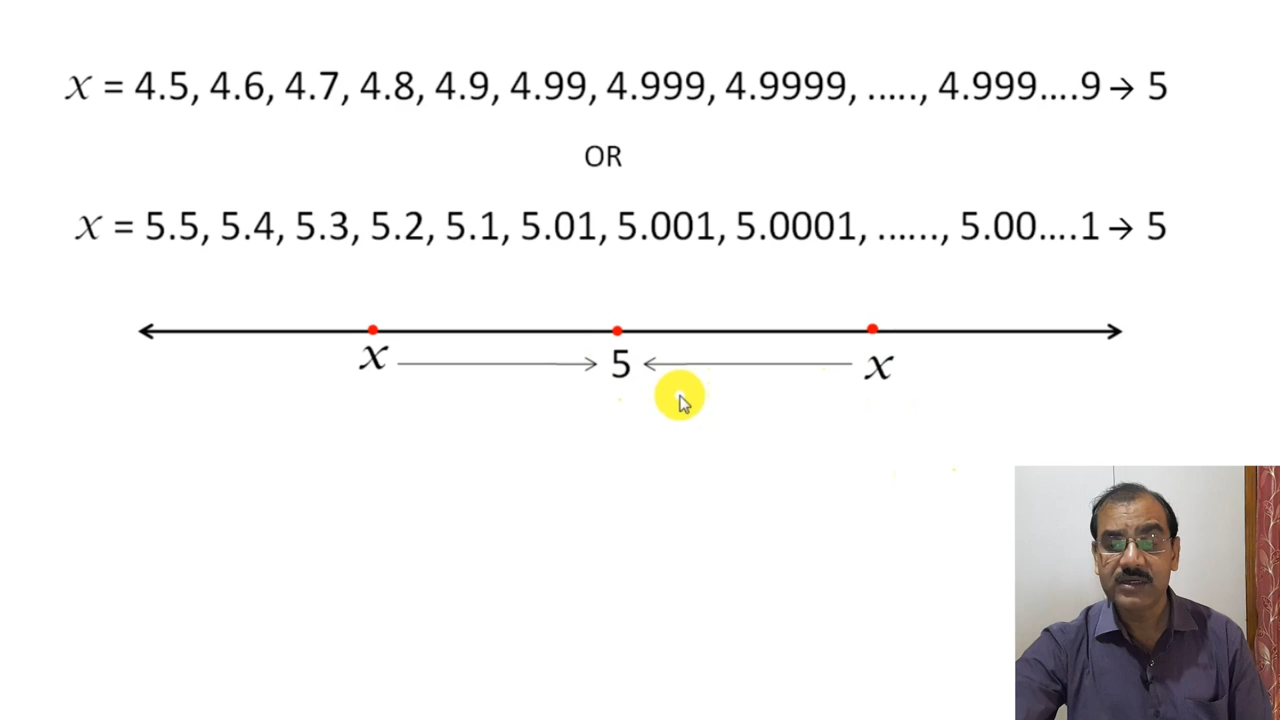 x = 4.5, 4.6, 4.7, 4.8, 4.9, 4.99, 4.999, 4.9999, ....., 4.999....9 → 5
OR
x = 5.5, 5.4, 5.3, 5.2, 5.1, 5.01, 5.001, 5.0001, ......, 5.00....1 → 5
x 5 x